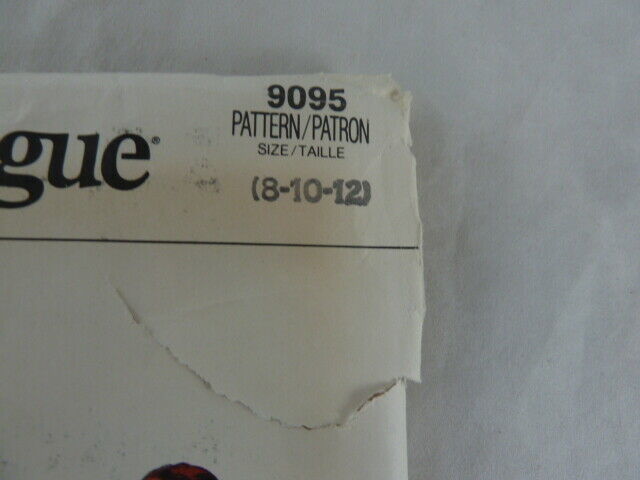 gue®
9095
PATTERN/PATRON
SIZE/TAILLE
(8-10-12)